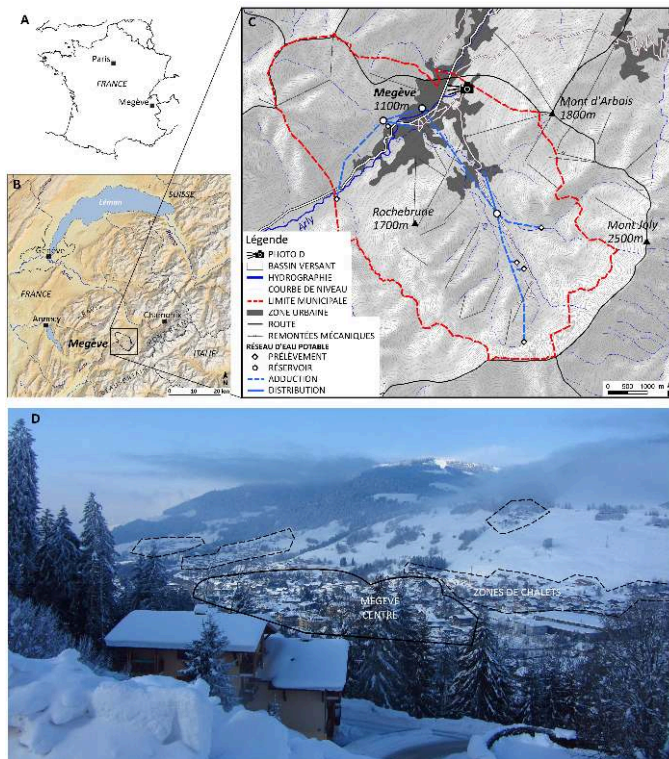 A
Paris
FRANCE
Megève
B
SUISSE
Léman
Genève
FRANCE
Annecy
Chamonix
Megève
ITALIE
N
0 10 20 km
C
Megève
1100m
Mont d'Arbois
1800m
Rochebrune
1700m
Mont Joly
2500m
Arly
Légende
PHOTO D
BASSIN VERSANT
HYDROGRAPHIE
COURBE DE NIVEAU
LIMITE MUNICIPALE
ZONE URBAINE
ROUTE
REMONTÉES MÉCANIQUES
RÉSEAU D'EAU POTABLE
PRÉLÈVEMENT
RÉSERVOIR
ADDUCTION
DISTRIBUTION
0 500 1000 m
D
MEGÈVE
CENTRE
ZONES DE CHALETS